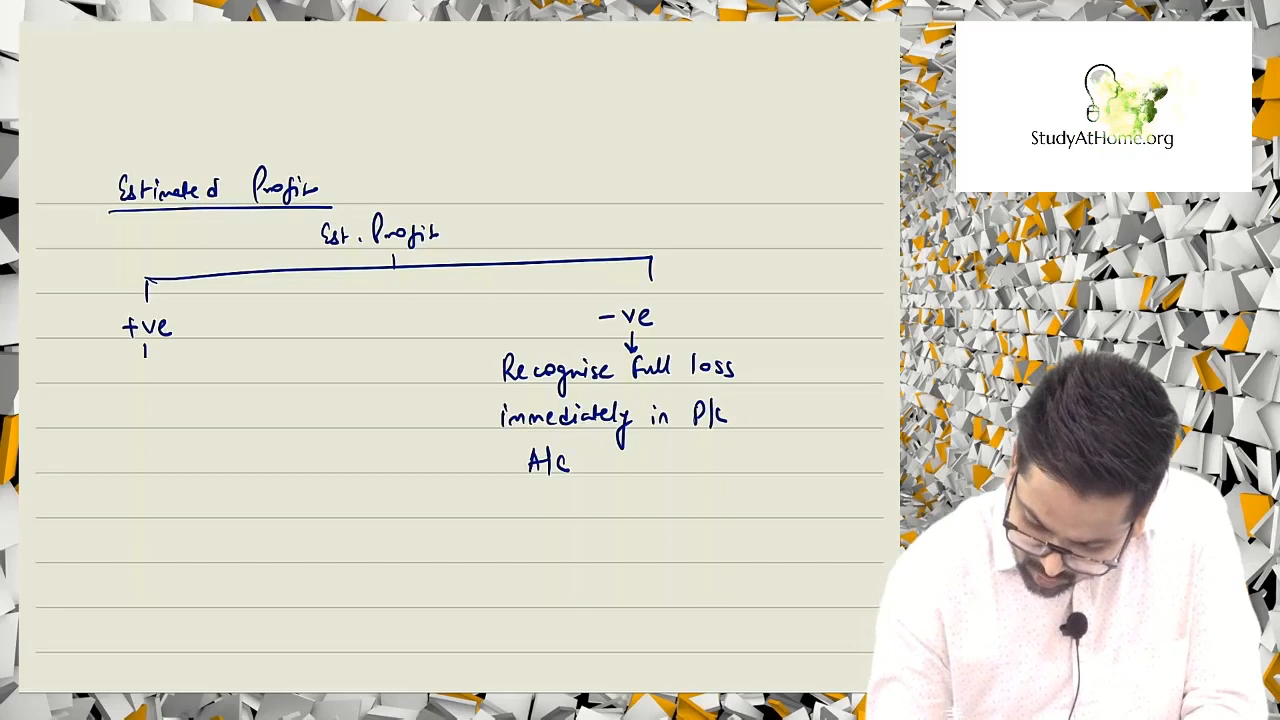 StudyAtHome.org
Estimated Profit
Est. Profit
+ve
-ve
Recognise full loss
immediately in P/L
A/c